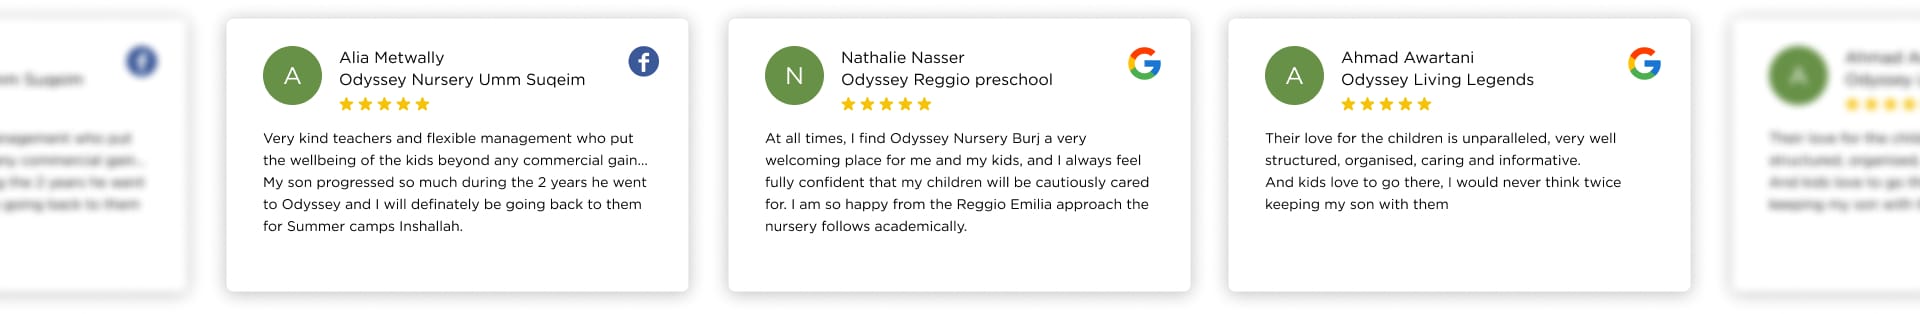 Alia Metwally
Odyssey Nursery Umm Suqeim
A
Very kind teachers and flexible management who put
the wellbeing of the kids beyond any commercial gain...
My son progressed so much during the 2 years he went
to Odyssey and I will definately be going back to them
for Summer camps Inshallah.
Nathalie Nasser
Odyssey Reggio preschool
N
At all times, I find Odyssey Nursery Burj a very
welcoming place for me and my kids, and I always feel
fully confident that my children will be cautiously cared
for. I am so happy from the Reggio Emilia approach the
nursery follows academically.
Ahmad Awartani
Odyssey Living Legends
A
Their love for the children is unparalleled, very well
structured, organised, caring and informative.
And kids love to go there, I would never think twice
keeping my son with them